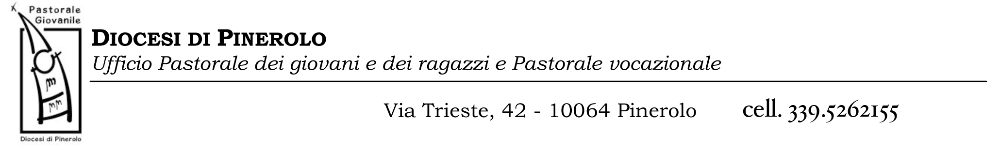 Pastorale
Giovanile
DIOCESI DI PINEROLO
Ufficio Pastorale dei giovani e dei ragazzi e Pastorale vocazionale
Via Trieste, 42 - 10064 Pinerolo cell. 339.5262155
Diocesi di Pinerolo